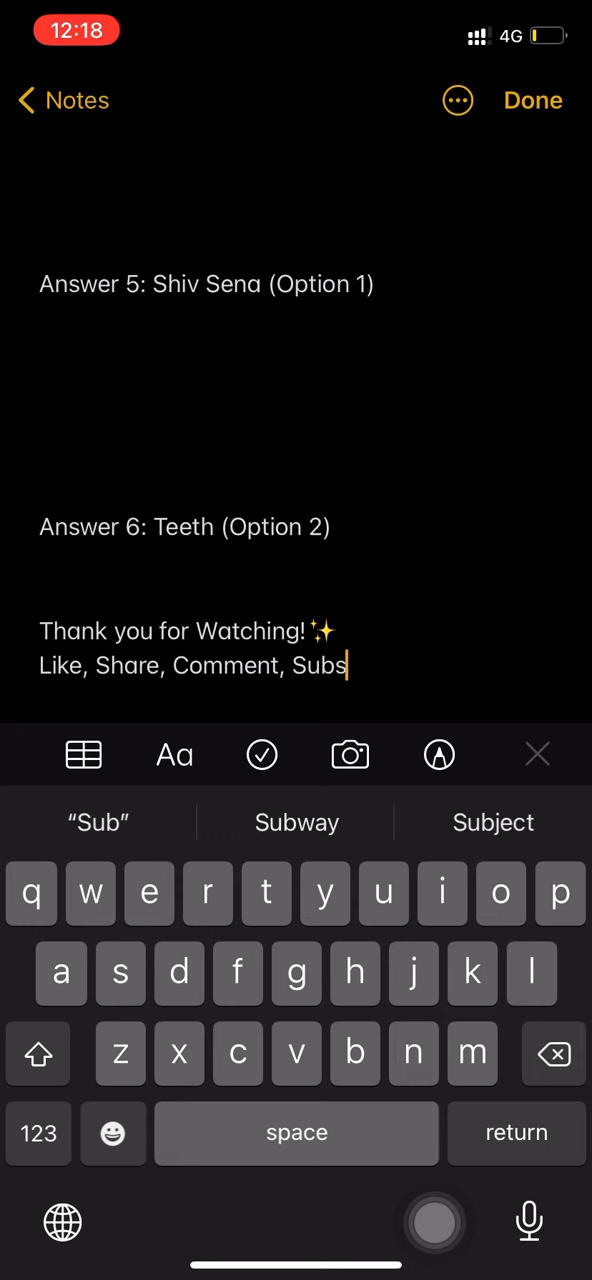 12:18
4G
Notes
Done
Answer 5: Shiv Sena (Option 1)
Answer 6: Teeth (Option 2)
Thank you for Watching!✨
Like, Share, Comment, Subs
Aa
“Sub” Subway Subject
q w e r t y u i o p
a s d f g h j k l
z x c v b n m
123 space return